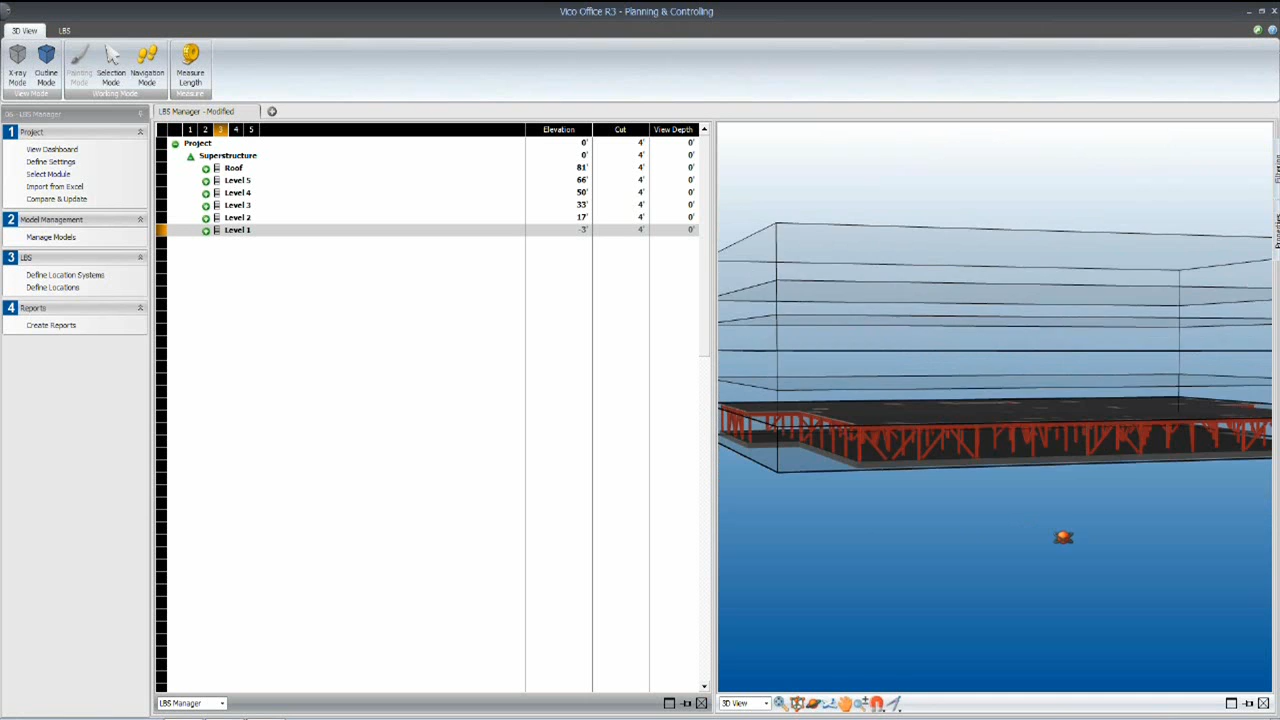 Vico Office R3 - Planning & Controlling
3D View LBS
X-ray Mode Outline Mode Painting Mode Selection Mode Navigation Mode Measure Length
View Mode Working Mode Measure
06 - LBS Manager
LBS Manager - Modified
1 Project
View Dashboard
Define Settings
Select Module
Import from Excel
Compare & Update
2 Model Management
Manage Models
3 LBS
Define Location Systems
Define Locations
4 Reports
Create Reports
1 2 3 4 5 Elevation Cut View Depth
Project 0' 4' 0'
Superstructure 0' 4' 0'
Roof 81' 4' 0'
Level 5 66' 4' 0'
Level 4 50' 4' 0'
Level 3 33' 4' 0'
Level 2 17' 4' 0'
Level 1 -3' 4' 0'
Filtering
Properties
LBS Manager
3D View